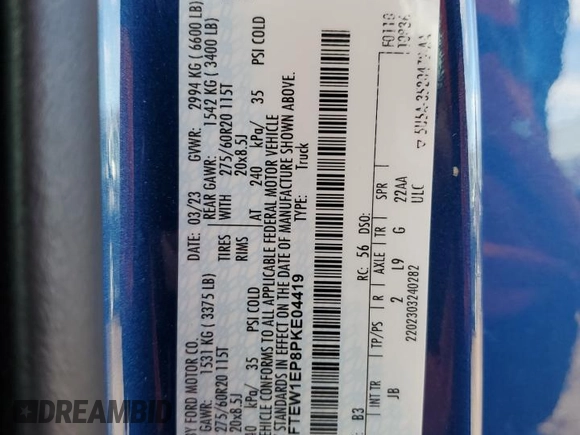 Y FORD MOTOR CO.
DATE: 03/23 GVWR: 2994 KG ( 6600 LB)
GAWR: 1531 KG ( 3375 LB) REAR GAWR: 1542 KG ( 3400 LB)
275/60R20 115T TIRES WITH 275/60R20 115T
20x8.5J RIMS 20x8.5J
40 kPa/ 35 PSI COLD AT 240 kPa/ 35 PSI COLD
VEHICLE CONFORMS TO ALL APPLICABLE FEDERAL MOTOR VEHICLE
STANDARDS IN EFFECT ON THE DATE OF MANUFACTURE SHOWN ABOVE.
FTEW1EP8PKE04419 TYPE: Truck
F0110
B3 RC: 56 DSO:
INT TR TP/PS R AXLE TR SPR
JB 2 L9 G 22AA
2202303240282 ULC
DREAMBID